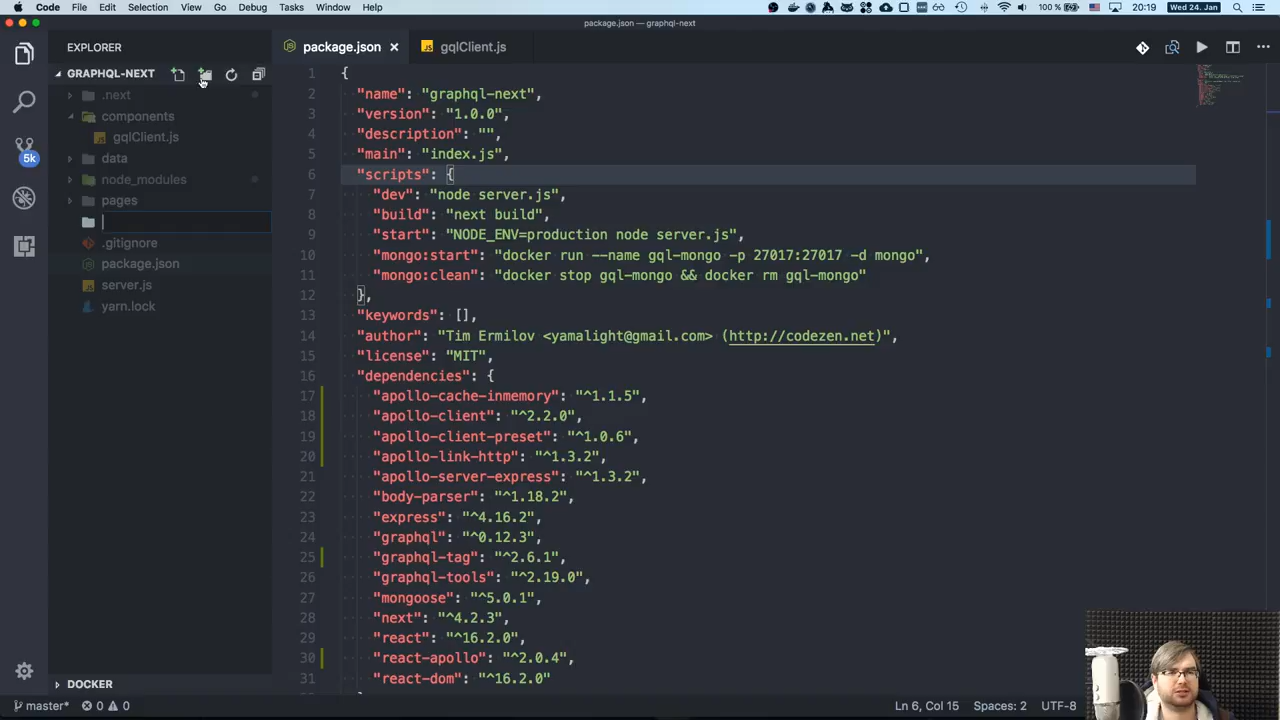 Code File Edit Selection View Go Debug Tasks Window Help 100 % 20:19 Wed 24. Jan
package.json — graphql-next
EXPLORER
package.json
gqlClient.js
GRAPHQL-NEXT
.next
components
gqlClient.js
data
node_modules
pages
.gitignore
package.json
server.js
yarn.lock
5k
1 {
2 "name": "graphql-next",
3 "version": "1.0.0",
4 "description": "",
5 "main": "index.js",
6 "scripts": {
7 "dev": "node server.js",
8 "build": "next build",
9 "start": "NODE_ENV=production node server.js",
10 "mongo:start": "docker run --name gql-mongo -p 27017:27017 -d mongo",
11 "mongo:clean": "docker stop gql-mongo && docker rm gql-mongo"
12 },
13 "keywords": [],
14 "author": "Tim Ermilov <yamalight@gmail.com> (http://codezen.net)",
15 "license": "MIT",
16 "dependencies": {
17 "apollo-cache-inmemory": "^1.1.5",
18 "apollo-client": "^2.2.0",
19 "apollo-client-preset": "^1.0.6",
20 "apollo-link-http": "^1.3.2",
21 "apollo-server-express": "^1.3.2",
22 "body-parser": "^1.18.2",
23 "express": "^4.16.2",
24 "graphql": "^0.12.3",
25 "graphql-tag": "^2.6.1",
26 "graphql-tools": "^2.19.0",
27 "mongoose": "^5.0.1",
28 "next": "^4.2.3",
29 "react": "^16.2.0",
30 "react-apollo": "^2.0.4",
31 "react-dom": "^16.2.0"
DOCKER
master* 0 0
Ln 6, Col 15 Spaces: 2 UTF-8